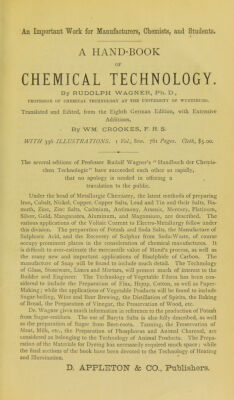 An Important Work for Manufacturers, Chemists, and Students.
A HAND-BOOK
OF
CHEMICAL TECHNOLOGY.
By RUDOLPH WAGNER, Ph. D.,
PROFESSOR OF CHEMICAL TECHNOLOGY AT THE UNIVERSITY OF WURTZBURG.
Translated and Edited, from the Eighth German Edition, with Extensive
Additions,
By WM. CROOKES, F. R. S.
WITH 336 ILLUSTRATIONS. 1 Vol., 8vo. 761 Pages. Cloth, $5.00.
The several editions of Professor Rudolf Wagner's "Handbuch der Chemi-
schen Technologie" have succeeded each other so rapidly,
that no apology is needed in offering a
translation to the public.
Under the head of Metallurgic Chemistry, the latest methods of preparing
Iron, Cobalt, Nickel, Copper, Copper Salts, Lead and Tin and their Salts, Bis-
muth, Zinc, Zinc Salts, Cadmium, Antimony, Arsenic, Mercury, Platinum,
Silver, Gold, Manganates, Aluminum, and Magnesium, are described. The
various applications of the Voltaic Current to Electro-Metallurgy follow under
this division. The preparation of Potash and Soda Salts, the Manufacture of
Sulphuric Acid, and the Recovery of Sulphur from Soda-Waste, of course
occupy prominent places in the consideration of chemical manufactures. It
is difficult to over-estimate the mercantile value of Mond's process, as well as
the many new and important applications of Bisulphide of Carbon. The
manufacture of Soap will be found to include much detail. The Technology
of Glass, Stoneware, Limes and Mortars, will present much of interest to the
Builder and Engineer. The Technology of Vegetable Fibres has been con-
sidered to include the Preparation of Flax, Hemp, Cotton, as well as Paper-
Making; while the applications of Vegetable Products will be found to include
Sugar-boiling, Wine and Beer Brewing, the Distillation of Spirits, the Baking
of Bread, the Preparation of Vinegar, the Preservation of Wood, etc.
Dr. Wagner gives much information in reference to the production of Potash
from Sugar-residues. The use of Baryta Salts is also fully described, as well
as the preparation of Sugar from Beet-roots. Tanning, the Preservation of
Meat, Milk, etc., the Preparation of Phosphorus and Animal Charcoal, are
considered as belonging to the Technology of Animal Products. The Prepa-
ration of the Materials for Dyeing has necessarily required much space; while
the final sections of the book have been devoted to the Technology of Heating
and Illumination.
D. APPLETON & CO., Publishers.